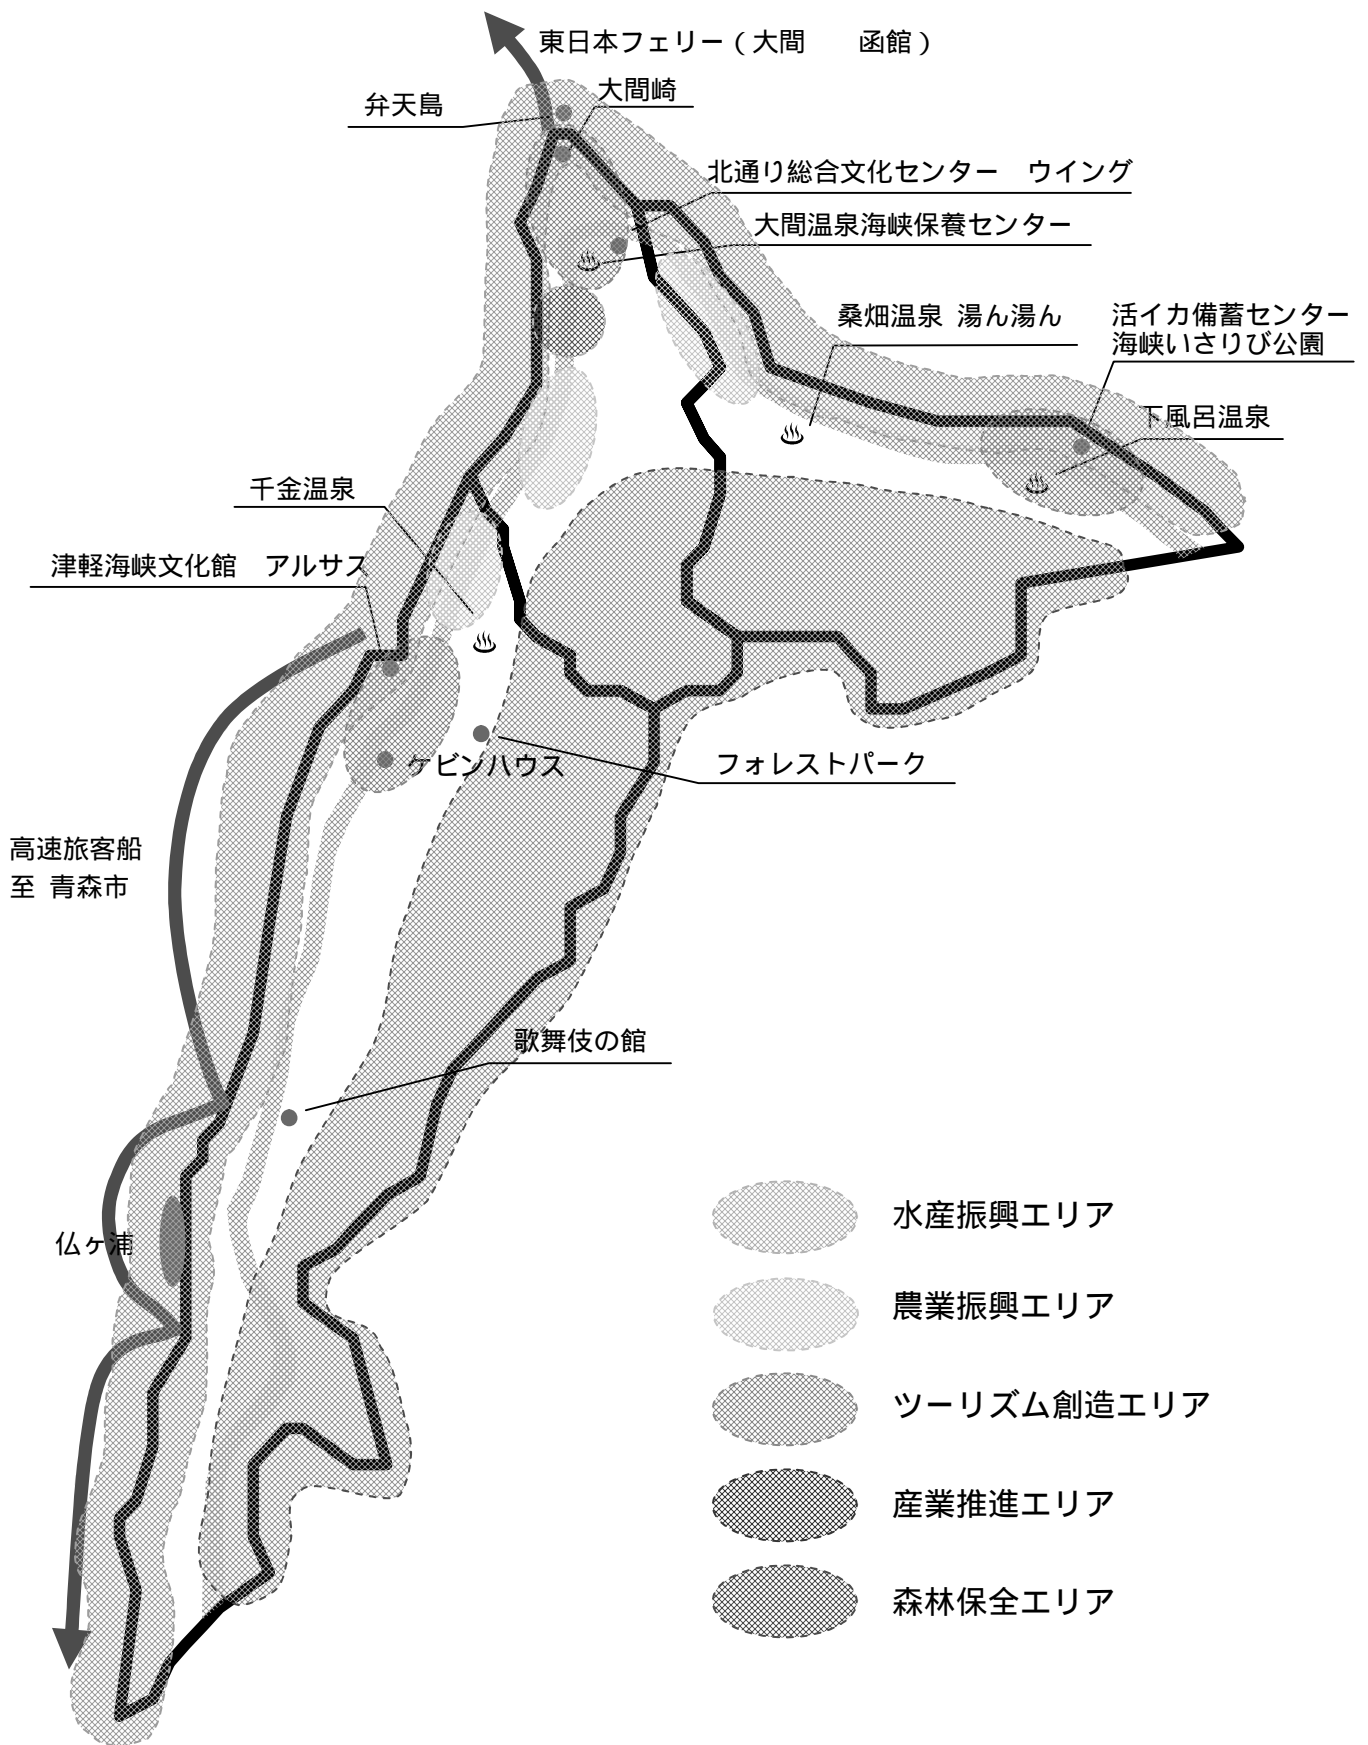 東日本フェリー（大間　　函館）
大間崎
弁天島
北通り総合文化センター　ウイング
大間温泉海峡保養センター
桑畑温泉 湯ん湯ん
活イカ備蓄センター
海峡いさりび公園
下風呂温泉
千金温泉
津軽海峡文化館　アルサス
ケビンハウス
フォレストパーク
高速旅客船
至 青森市
歌舞伎の館
仏ヶ浦
水産振興エリア
農業振興エリア
ツーリズム創造エリア
産業推進エリア
森林保全エリア